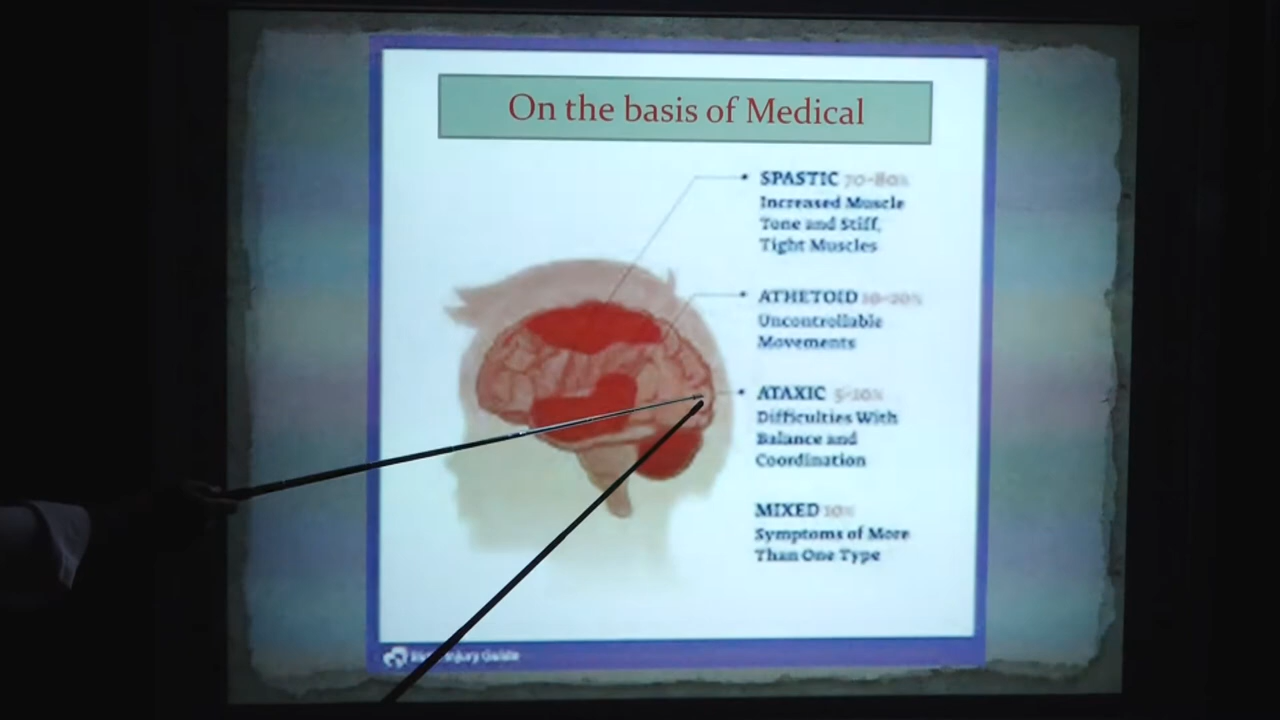 On the basis of Medical
SPASTIC 70-80%
Increased Muscle
Tone and Stiff,
Tight Muscles
ATHETOID 10-20%
Uncontrollable
Movements
ATAXIC 5-10%
Difficulties With
Balance and
Coordination
MIXED 10%
Symptoms of More
Than One Type
Injury Guide